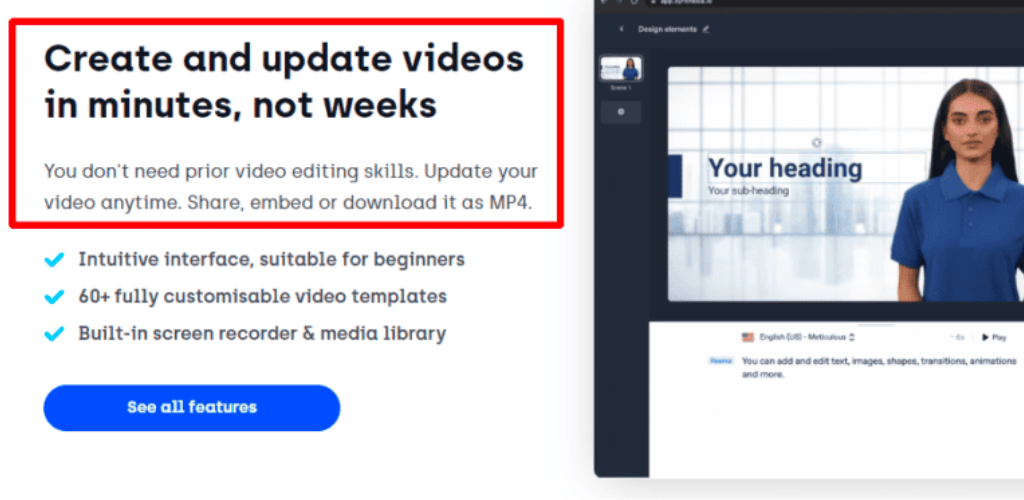 Create and update videos
in minutes, not weeks
You don't need prior video editing skills. Update your
video anytime. Share, embed or download it as MP4.
Intuitive interface, suitable for beginners
60+ fully customisable video templates
Built-in screen recorder & media library
See all features
Design elements
Scene 1
Your heading
Your sub-heading
English (US) - Meticulous
Play
You can add and edit text, images, shapes, transitions, animations
and more.